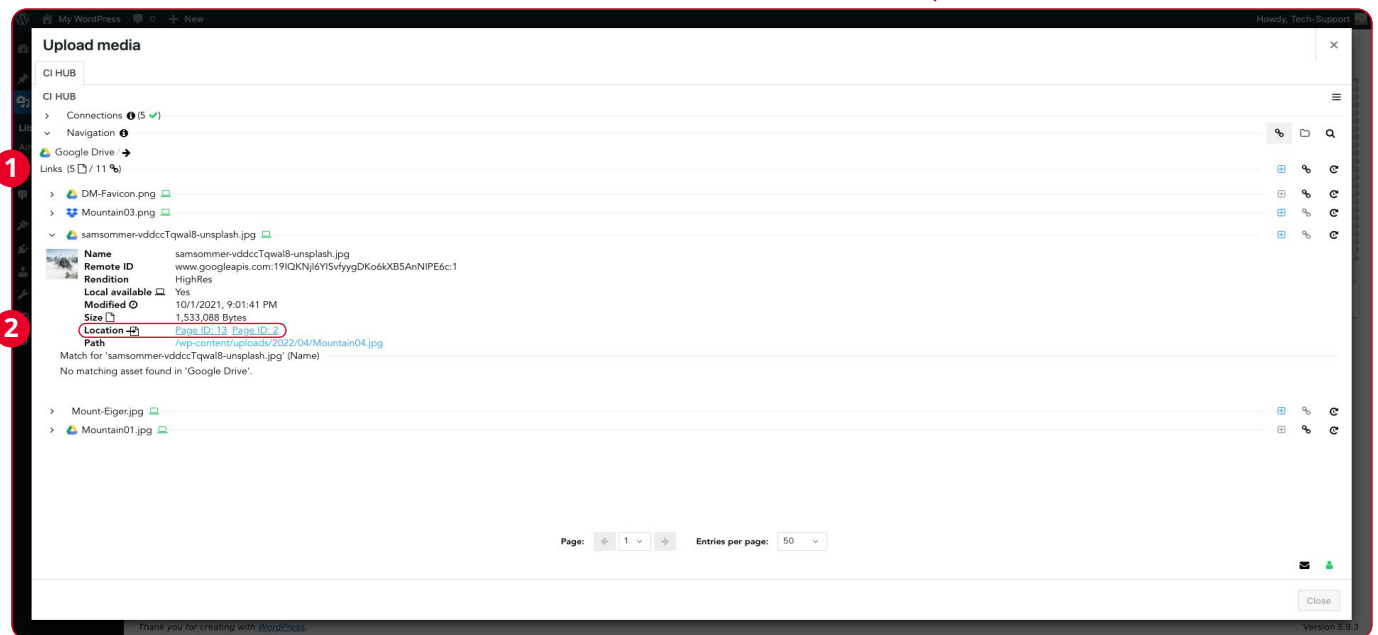 My WordPress 0 + New Howdy, Tech-Support
Upload media
CI HUB
CI HUB
Connections (5 ✔)
Navigation
Google Drive /
1
Links (5 / 11 )
DM-Favicon.png
Mountain03.png
samsommer-vddccTqwal8-unsplash.jpg
Name samsommer-vddccTqwal8-unsplash.jpg
Remote ID www.googleapis.com:19IQKNjl6YISvfyygDKo6kXB5AnNIPE6c:1
Rendition HighRes
Local available Yes
Modified 10/1/2021, 9:01:41 PM
Size 1,533,088 Bytes
2
Location Page ID: 13 Page ID: 2
Path /wp-content/uploads/2022/04/Mountain04.jpg
Match for 'samsommer-vddccTqwal8-unsplash.jpg' (Name)
No matching asset found in 'Google Drive'.
Mount-Eiger.jpg
Mountain01.jpg
Page: 1 Entries per page: 50
Close
Thank you for creating with WordPress. Version 5.9.3